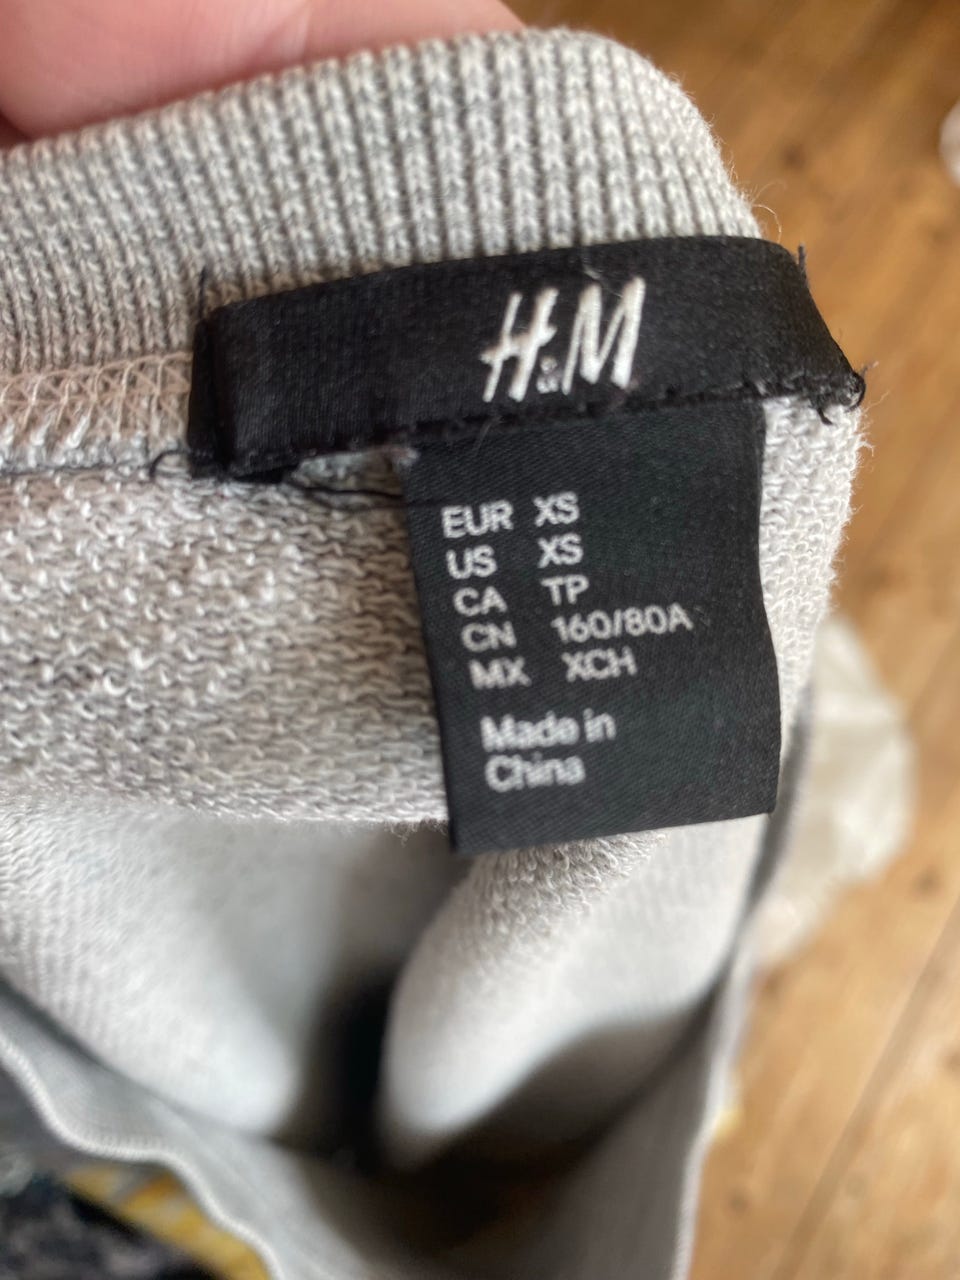 H&M
EUR XS
US XS
CA TP
CN 160/80A
MX XCH
Made in
China